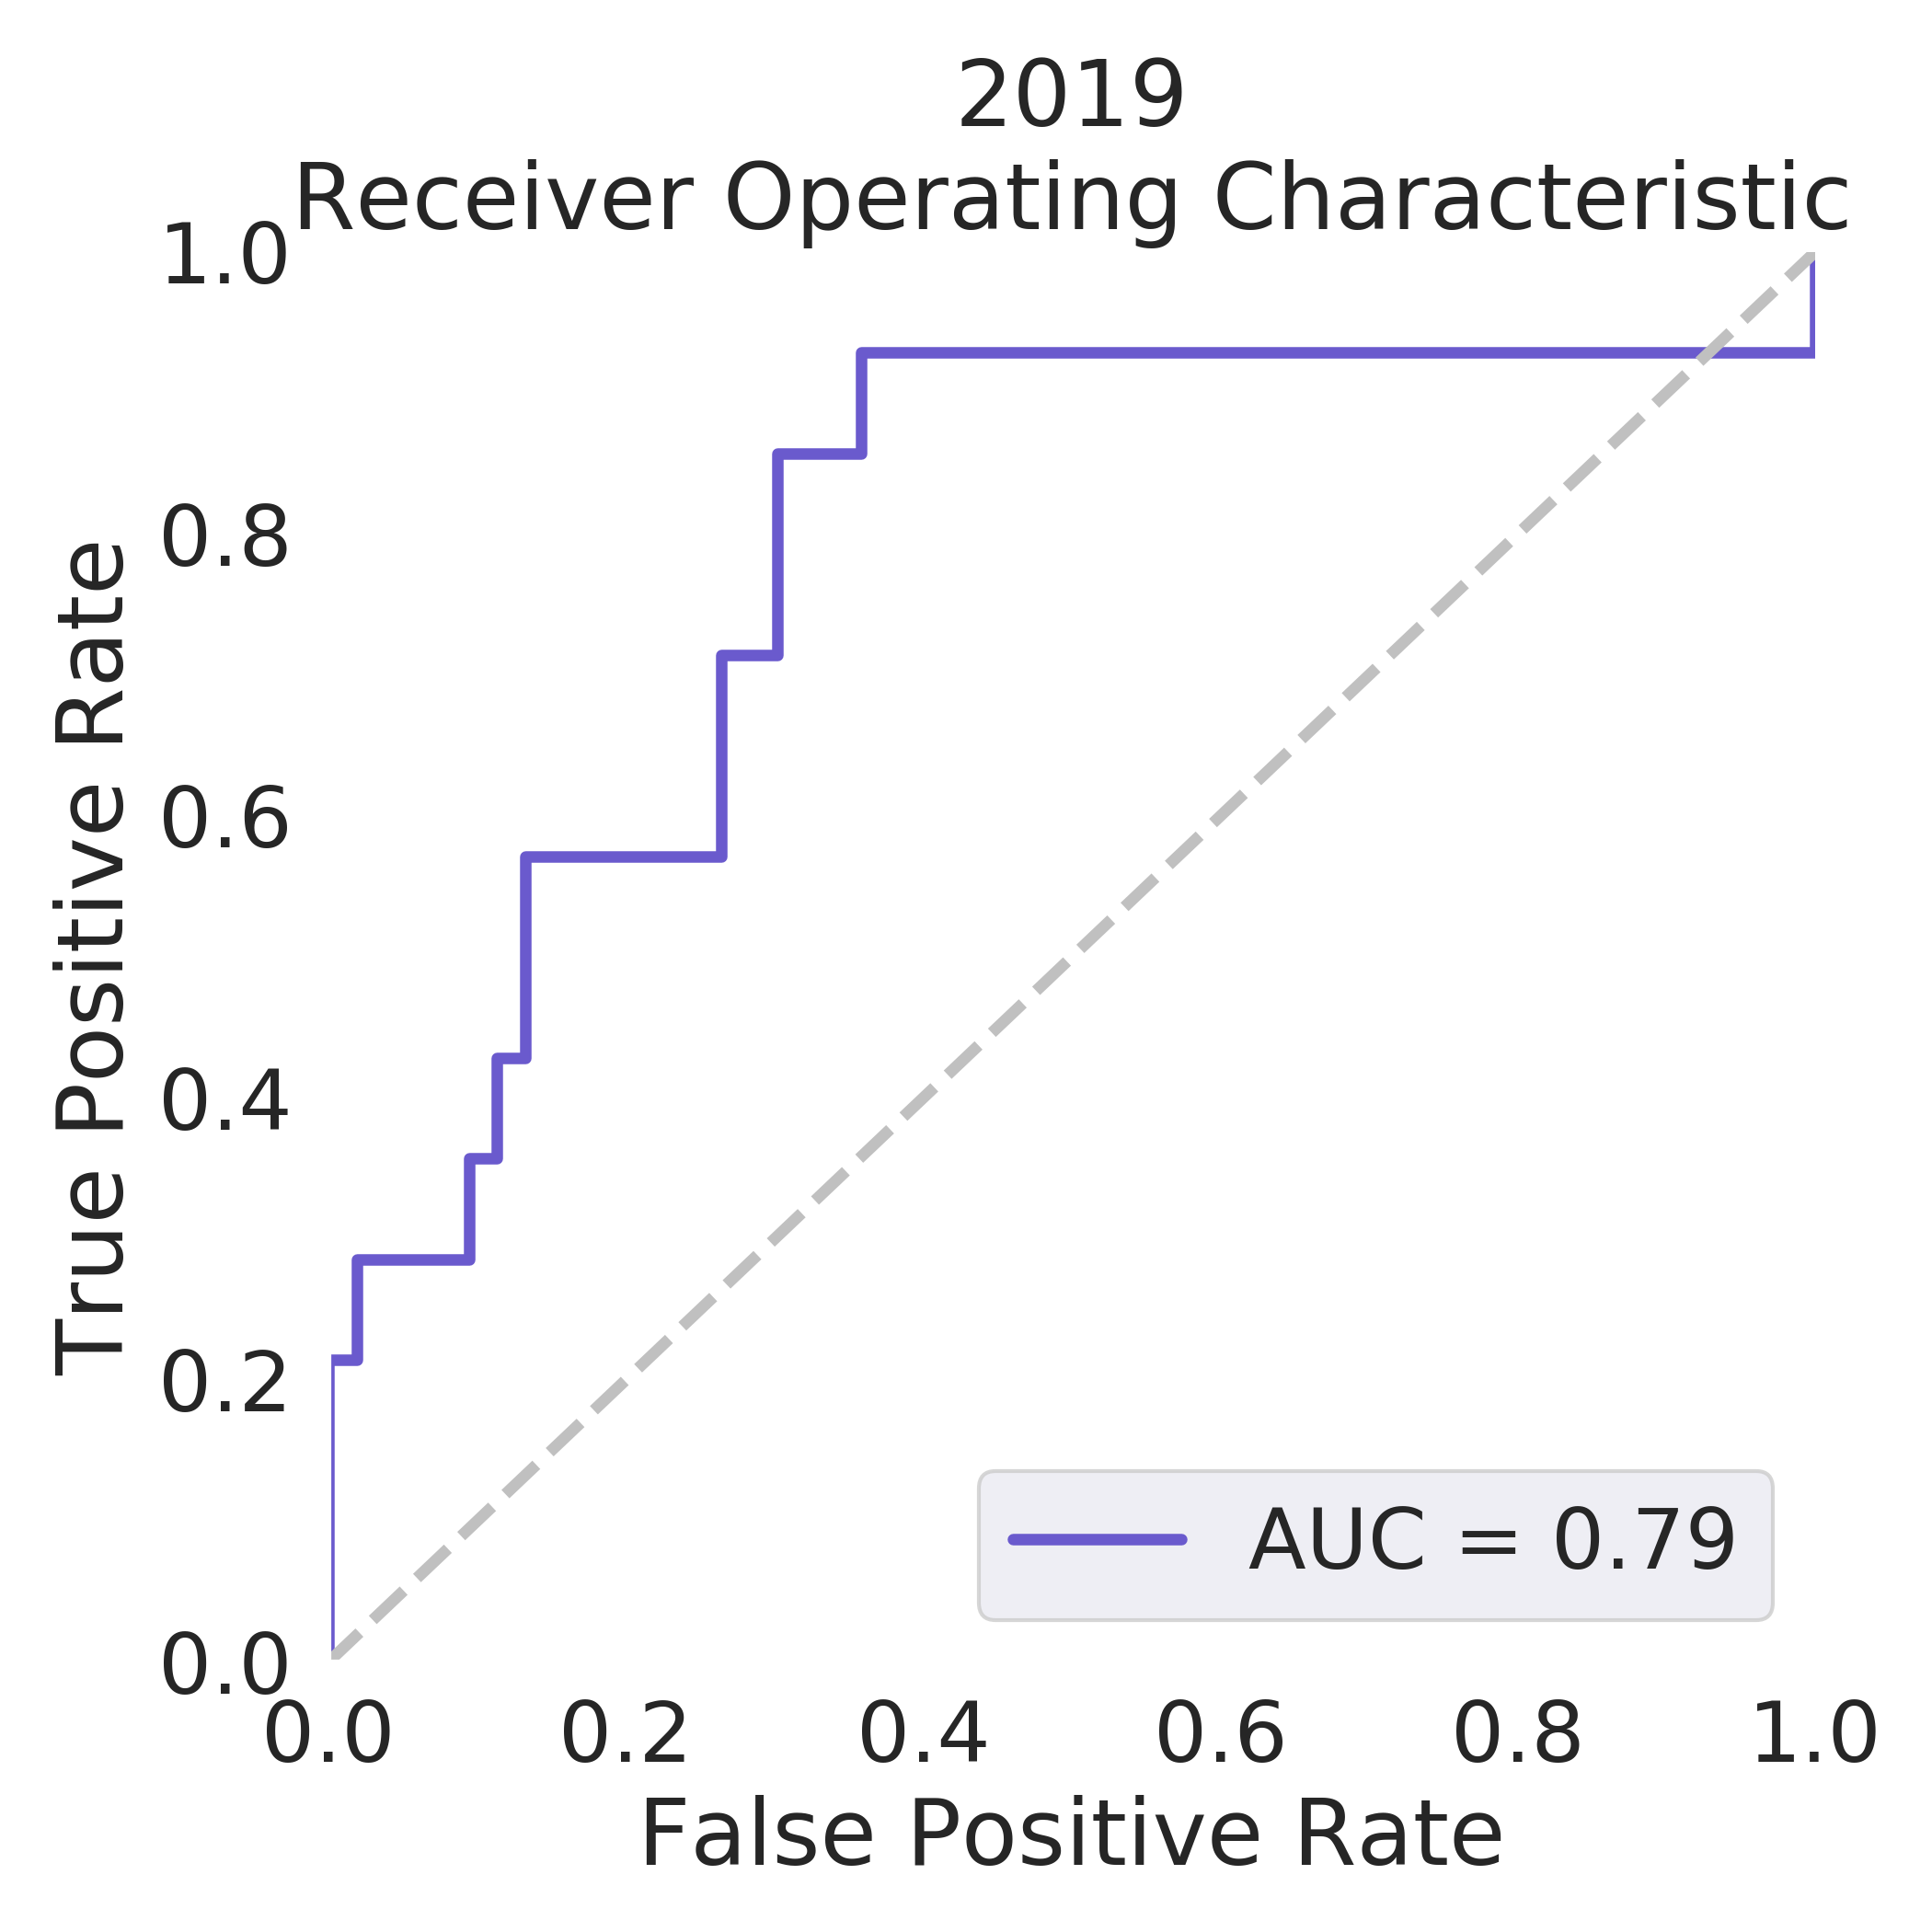 2019
Receiver Operating Characteristic
1.0
0.8
0.6
0.4
0.2
0.0
True Positive Rate
AUC = 0.79
0.0 0.2 0.4 0.6 0.8 1.0
False Positive Rate